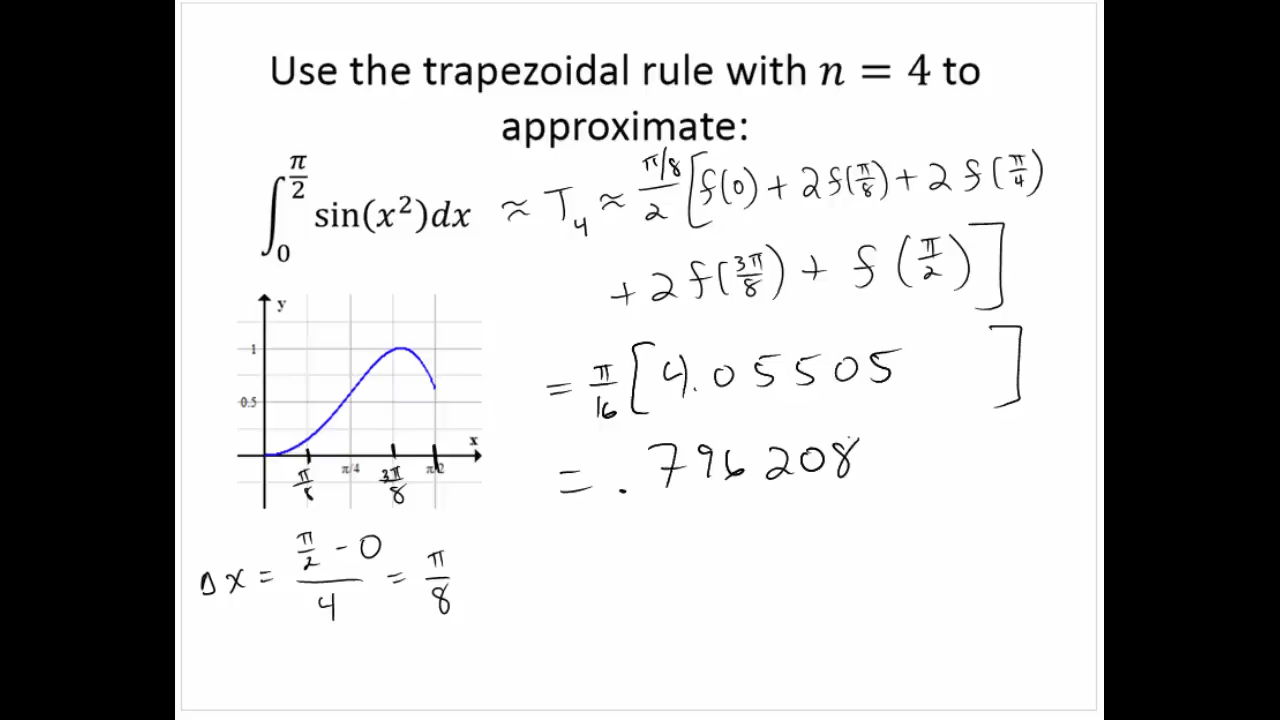 Use the trapezoidal rule with n = 4 to
approximate:
∫₀^(π/2) sin(x²)dx ≈ T₄ ≈ (π/8)/2 [f(0) + 2f(π/8) + 2f(π/4)
+ 2f(3π/8) + f(π/2)]
= π/16 [4.05505]
= .796208
y
1
0.5
x
π/8 π/4 3π/8 π/2
Δx = (π/2 - 0)/4 = π/8